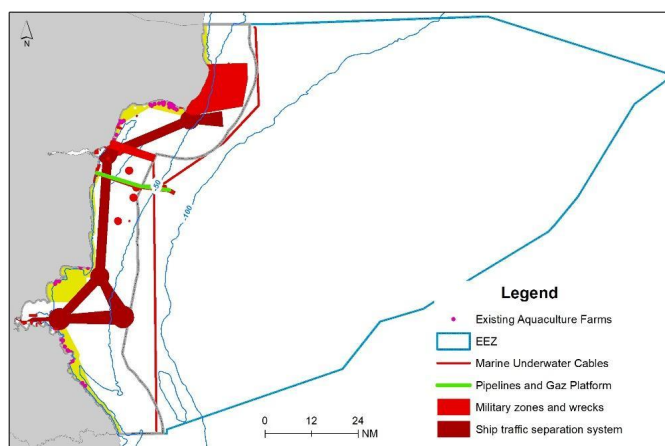 N
-50
-100
Legend
Existing Aquaculture Farms
EEZ
Marine Underwater Cables
Pipelines and Gaz Platform
Military zones and wrecks
Ship traffic separation system
0 12 24
NM